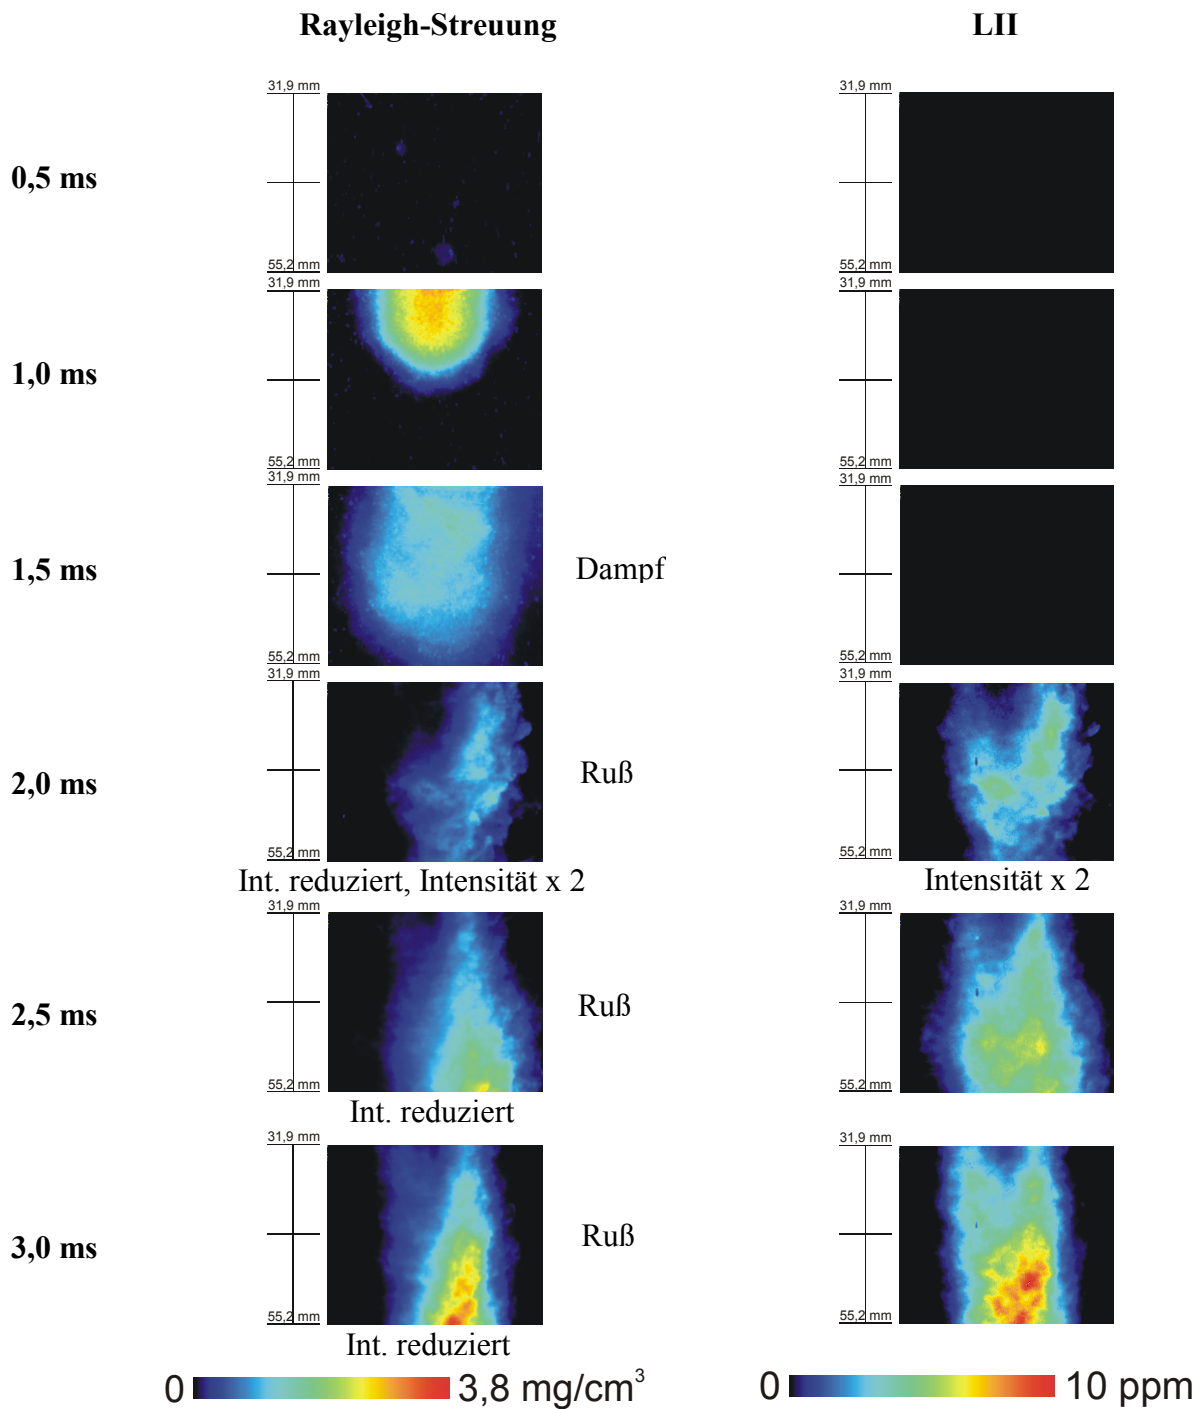 Rayleigh-Streuung LII
31,9 mm 31,9 mm
0,5 ms
55,2 mm 55,2 mm
31,9 mm 31,9 mm
1,0 ms
55,2 mm 55,2 mm
31,9 mm 31,9 mm
1,5 ms Dampf
55,2 mm 55,2 mm
31,9 mm 31,9 mm
2,0 ms Ruß
55,2 mm 55,2 mm
Int. reduziert, Intensität x 2 Intensität x 2
31,9 mm 31,9 mm
2,5 ms Ruß
55,2 mm 55,2 mm
Int. reduziert
31,9 mm 31,9 mm
3,0 ms Ruß
55,2 mm 55,2 mm
Int. reduziert
0 3,8 mg/cm³ 0 10 ppm